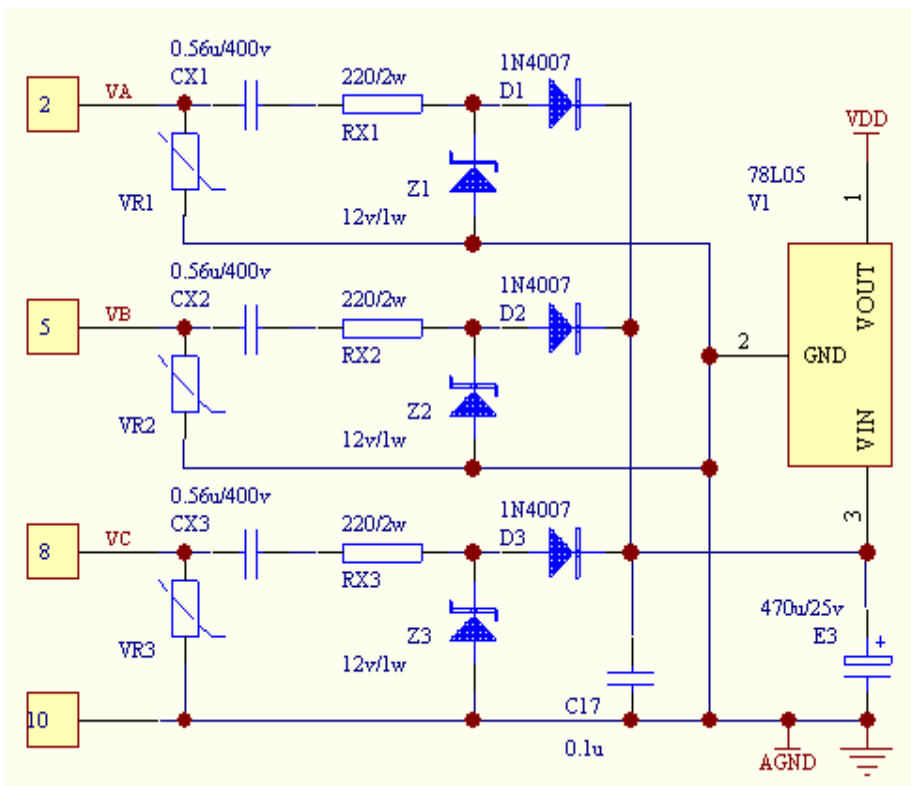 0.56u/400v
CX1
220/2w
1N4007
D1
2
VA
RX1
VR1
Z1
12v/1w
VDD
78L05
V1
1
VOUT
GND
VIN
2
3
0.56u/400v
CX2
220/2w
1N4007
D2
5
VB
RX2
VR2
Z2
12v/1w
0.56u/400v
CX3
220/2w
1N4007
D3
8
VC
RX3
VR3
Z3
12v/1w
470u/25v
E3
+
10
C17
0.1u
AGND